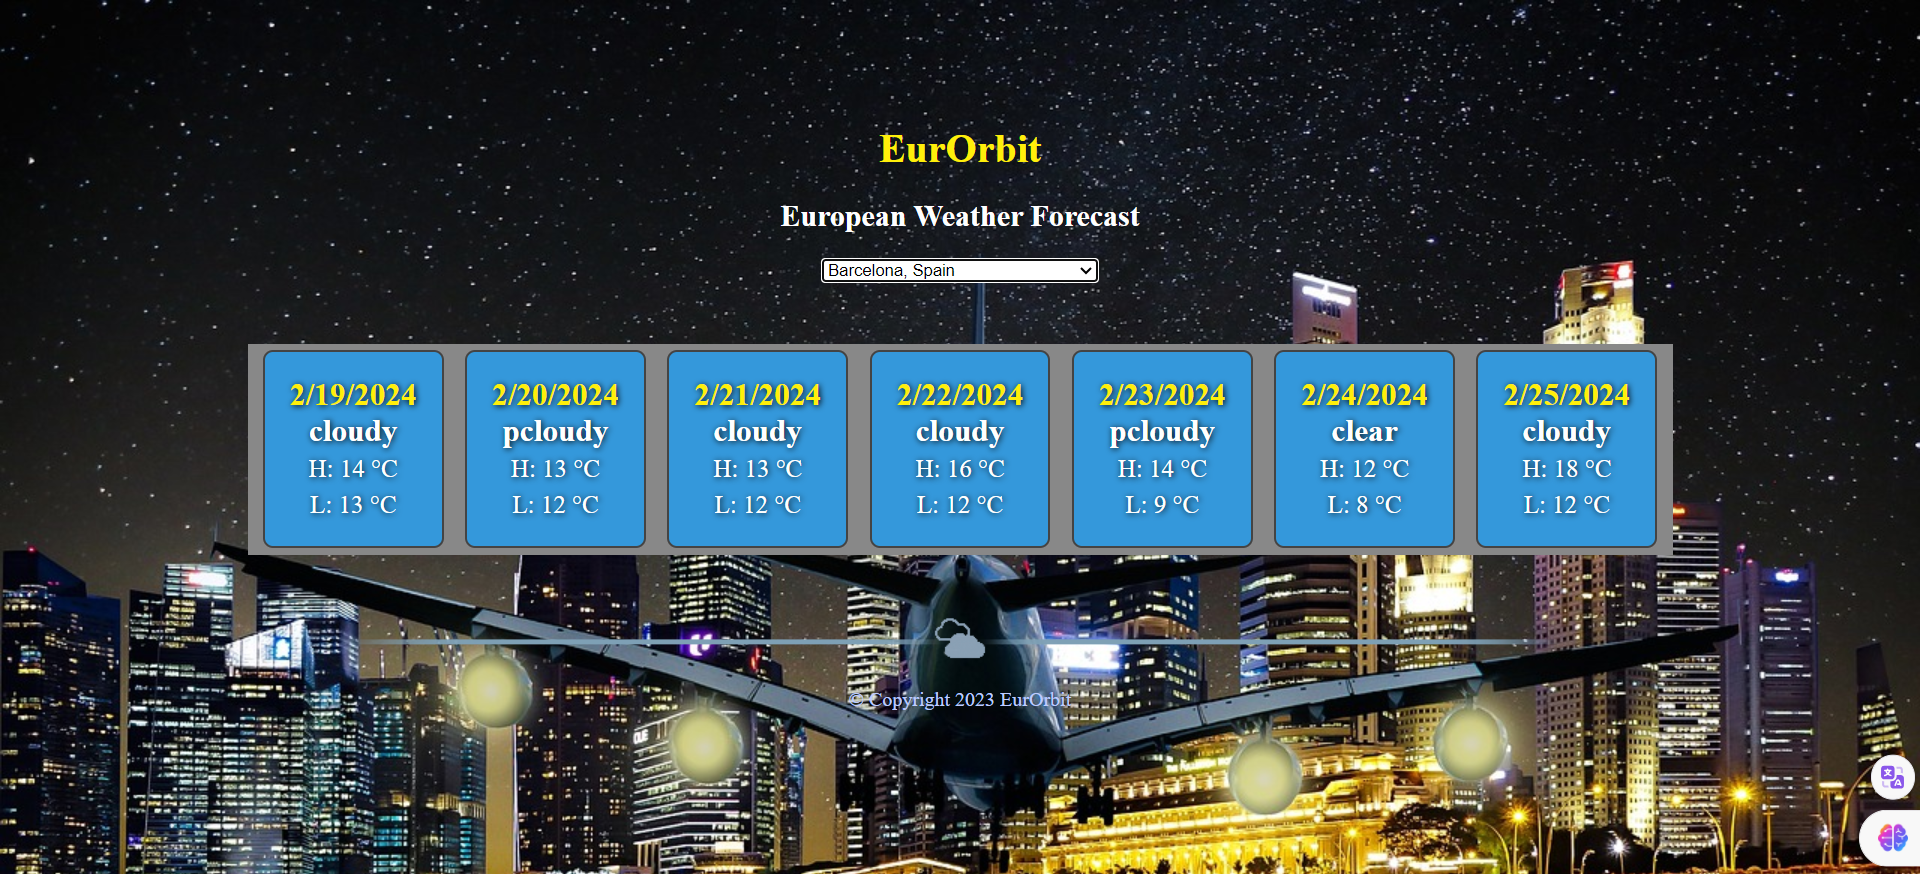 EurOrbit
European Weather Forecast
Barcelona, Spain
2/19/2024
cloudy
H: 14 °C
L: 13 °C
2/20/2024
pcloudy
H: 13 °C
L: 12 °C
2/21/2024
cloudy
H: 13 °C
L: 12 °C
2/22/2024
cloudy
H: 16 °C
L: 12 °C
2/23/2024
pcloudy
H: 14 °C
L: 9 °C
2/24/2024
clear
H: 12 °C
L: 8 °C
2/25/2024
cloudy
H: 18 °C
L: 12 °C
© Copyright 2023 EurOrbit